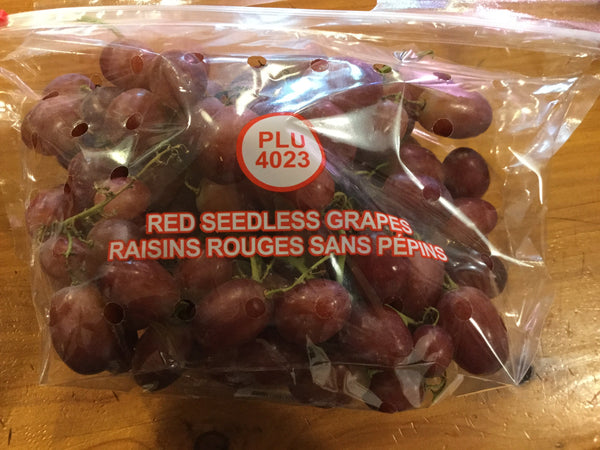 PLU
4023
RED SEEDLESS GRAPES
RAISINS ROUGES SANS PÉPINS